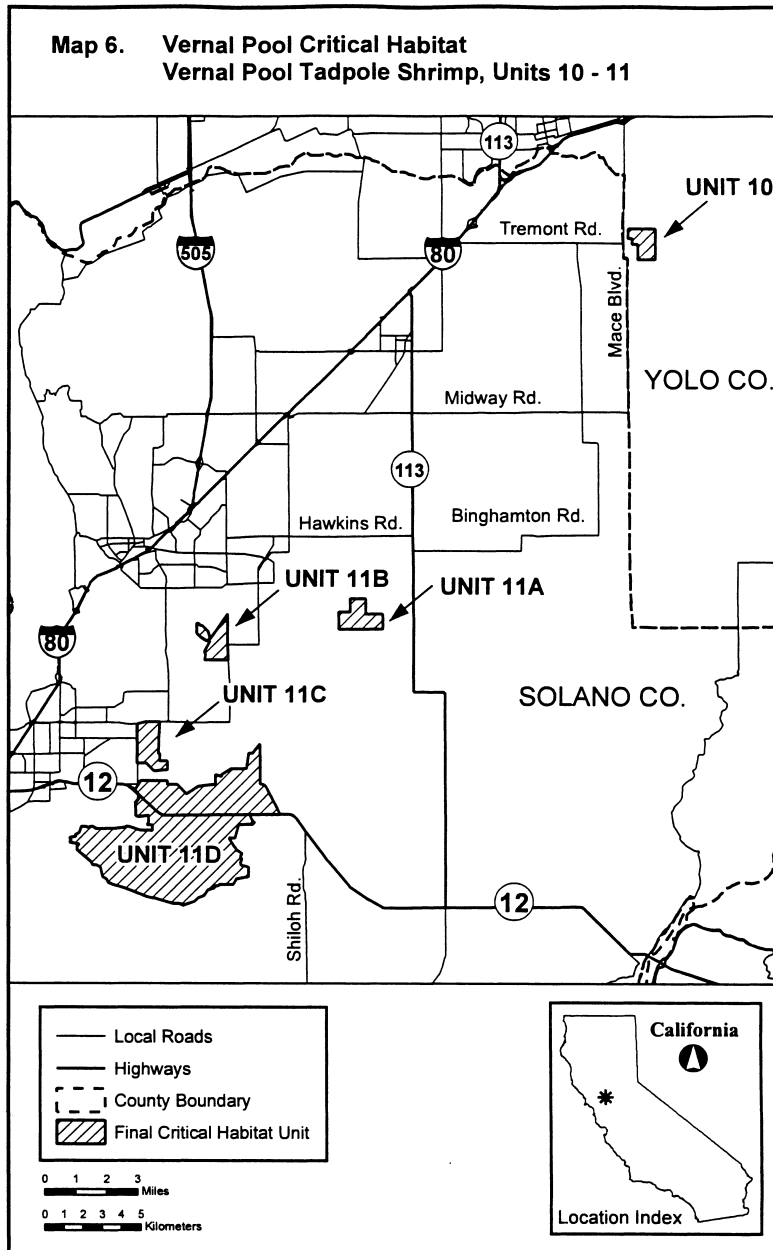 Map 6. Vernal Pool Critical Habitat
Vernal Pool Tadpole Shrimp, Units 10 - 11
113
UNIT 10
Tremont Rd.
505
80
Mace Blvd.
YOLO CO.
Midway Rd.
113
Hawkins Rd.
Binghamton Rd.
UNIT 11B
UNIT 11A
80
UNIT 11C
SOLANO CO.
12
UNIT 11D
Shiloh Rd.
12
Local Roads
Highways
County Boundary
Final Critical Habitat Unit
California
0 1 2 3
Miles
0 1 2 3 4 5
Kilometers
Location Index